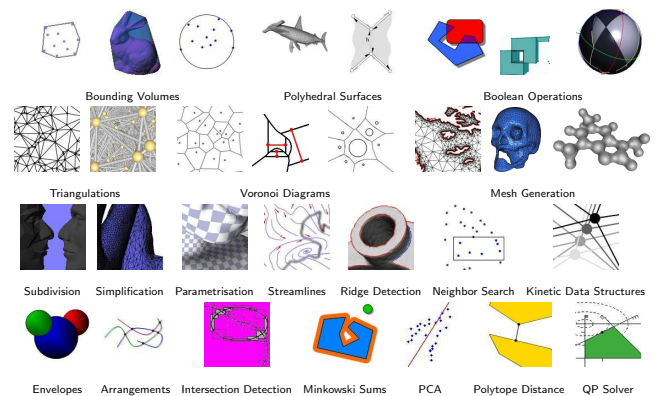 Bounding Volumes Polyhedral Surfaces Boolean Operations
Triangulations Voronoi Diagrams Mesh Generation
Subdivision Simplification Parametrisation Streamlines Ridge Detection Neighbor Search Kinetic Data Structures
Envelopes Arrangements Intersection Detection Minkowski Sums PCA Polytope Distance QP Solver